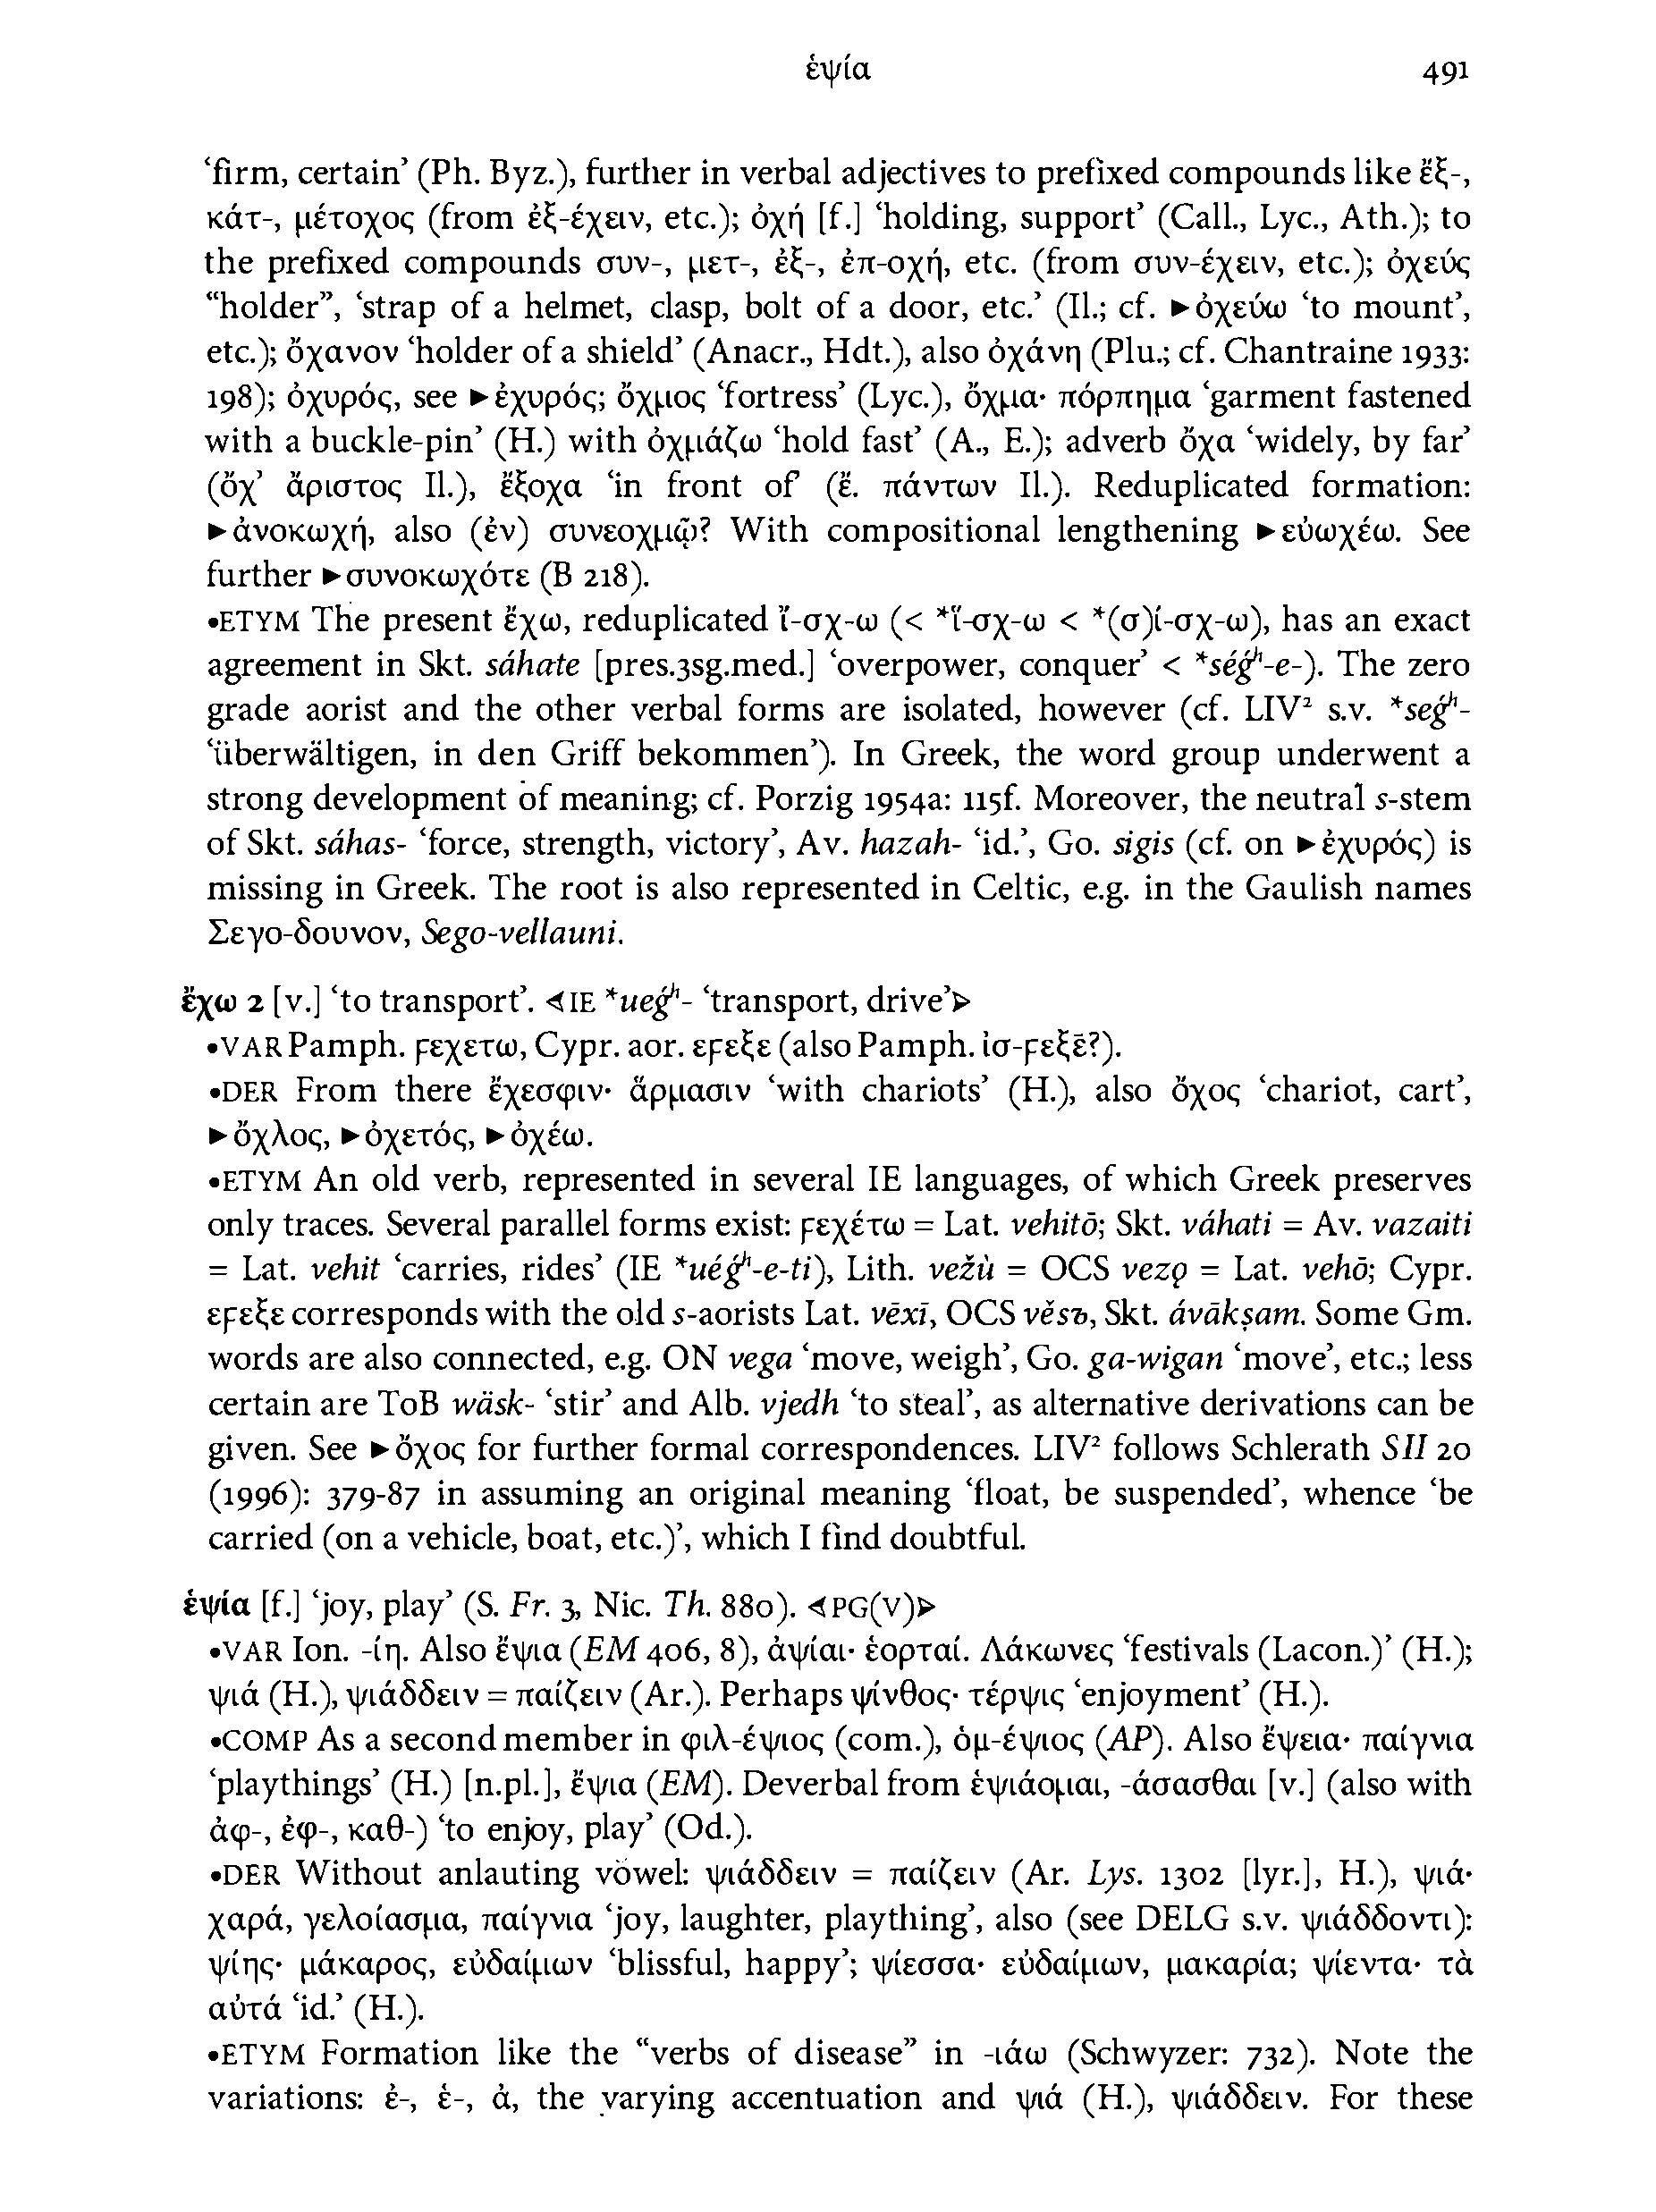 ἑψία 491
‘firm, certain’ (Ph. Byz.), further in verbal adjectives to prefixed compounds like ἔξ-,
κάτ-, μέτοχος (from ἐξ-έχειν, etc.); ὀχή [f.] ‘holding, support’ (Call., Lyc., Ath.); to
the prefixed compounds συν-, μετ-, ἐξ-, ἐπ-οχή, etc. (from συν-έχειν, etc.); ὀχεύς
“holder”, ‘strap of a helmet, clasp, bolt of a door, etc.’ (Il.; cf. ►ὀχεύω ‘to mount’,
etc.); ὄχανον ‘holder of a shield’ (Anacr., Hdt.), also ὀχάνη (Plu.; cf. Chantraine 1933:
198); ὀχυρός, see ►ἐχυρός; ὄχμος ‘fortress’ (Lyc.), ὄχμα· πόρπημα ‘garment fastened
with a buckle-pin’ (H.) with ὀχμάζω ‘hold fast’ (A., E.); adverb ὄχα ‘widely, by far’
(ὄχ’ ἄριστος Il.), ἔξοχα ‘in front of’ (ἔ. πάντων Il.). Reduplicated formation:
►ἀνοκωχή, also (ἐν) συνεοχμῷ? With compositional lengthening ►εὐωχέω. See
further ►συνοκωχότε (B 218).
•ETYM The present ἔχω, reduplicated ἴ-σχ-ω (< *ἵ-σχ-ω < *(σ)ί-σχ-ω), has an exact
agreement in Skt. sáhate [pres.3sg.med.] ‘overpower, conquer’ < *séǵʰ-e-). The zero
grade aorist and the other verbal forms are isolated, however (cf. LIV² s.v. *seǵʰ-
‘überwältigen, in den Griff bekommen’). In Greek, the word group underwent a
strong development of meaning; cf. Porzig 1954a: 115f. Moreover, the neutral s-stem
of Skt. sáhas- ‘force, strength, victory’, Av. hazah- ‘id.’, Go. sigis (cf. on ►ἐχυρός) is
missing in Greek. The root is also represented in Celtic, e.g. in the Gaulish names
Σεγο-δουνον, Sego-vellauni.
ἔχω 2 [v.] ‘to transport’. ⊲IE *ueǵʰ- ‘transport, drive’⊳
•VAR Pamph. ϝεχετω, Cypr. aor. εϝεξε (also Pamph. ἰσ-ϝεξε̄?).
•DER From there ἔχεσφιν· ἅρμασιν ‘with chariots’ (H.), also ὄχος ‘chariot, cart’,
►ὄχλος, ►ὀχετός, ►ὀχέω.
•ETYM An old verb, represented in several IE languages, of which Greek preserves
only traces. Several parallel forms exist: ϝεχέτω = Lat. vehitō; Skt. váhati = Av. vazaiti
= Lat. vehit ‘carries, rides’ (IE *uéǵʰ-e-ti), Lith. vežù = OCS vezǫ = Lat. vehō; Cypr.
εϝεξε corresponds with the old s-aorists Lat. vēxī, OCS věsъ, Skt. ávākṣam. Some Gm.
words are also connected, e.g. ON vega ‘move, weigh’, Go. ga-wigan ‘move’, etc.; less
certain are ToB wäsk- ‘stir’ and Alb. vjedh ‘to steal’, as alternative derivations can be
given. See ►ὄχος for further formal correspondences. LIV² follows Schlerath SII 20
(1996): 379-87 in assuming an original meaning ‘float, be suspended’, whence ‘be
carried (on a vehicle, boat, etc.)’, which I find doubtful.
ἑψία [f.] ‘joy, play’ (S. Fr. 3, Nic. Th. 880). ⊲PG(V)⊳
•VAR Ion. -ίη. Also ἔψια (EM 406, 8), ἀψίαι· ἑορταί. Λάκωνες ‘festivals (Lacon.)’ (H.);
ψιά (H.), ψιάδδειν = παίζειν (Ar.). Perhaps ψίνθος· τέρψις ‘enjoyment’ (H.).
•COMP As a second member in φιλ-έψιος (com.), ὁμ-έψιος (AP). Also ἕψεια· παίγνια
‘playthings’ (H.) [n.pl.], ἕψια (EM). Deverbal from ἑψιάομαι, -άσασθαι [v.] (also with
ἀφ-, ἐφ-, καθ-) ‘to enjoy, play’ (Od.).
•DER Without anlauting vowel: ψιάδδειν = παίζειν (Ar. Lys. 1302 [lyr.], H.), ψιά·
χαρά, γελοίασμα, παίγνια ‘joy, laughter, plaything’, also (see DELG s.v. ψιάδδοντι):
ψίης· μάκαρος, εὐδαίμων ‘blissful, happy’; ψίεσσα· εὐδαίμων, μακαρία; ψίεντα· τὰ
αὐτά ‘id.’ (H.).
•ETYM Formation like the “verbs of disease” in -ιάω (Schwyzer: 732). Note the
variations: ἐ-, ἑ-, ἀ, the varying accentuation and ψιά (H.), ψιάδδειν. For these